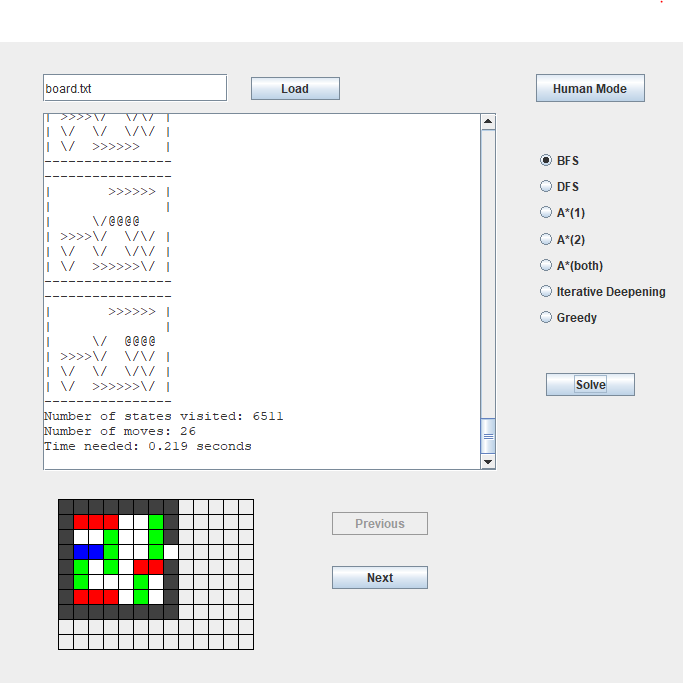 board.txt
Load
Human Mode
| >>>>\/  \/\/ |
| \/  \/  \/\/ |
| \/  >>>>>>   |
----------------
----------------
|       >>>>>> |
|              |
|     \/@@@@
| >>>>\/  \/\/ |
| \/  \/  \/\/ |
| \/  >>>>>>\/ |
----------------
----------------
|       >>>>>> |
|              |
|     \/  @@@@
| >>>>\/  \/\/ |
| \/  \/  \/\/ |
| \/  >>>>>>\/ |
----------------
Number of states visited: 6511
Number of moves: 26
Time needed: 0.219 seconds
BFS
DFS
A*(1)
A*(2)
A*(both)
Iterative Deepening
Greedy
Solve
Previous
Next